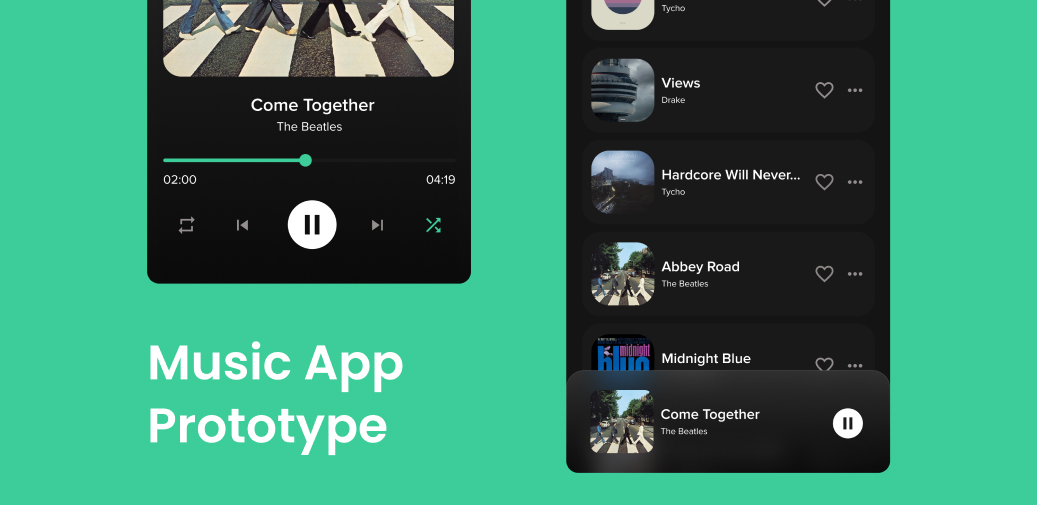 Come Together
The Beatles
02:00
04:19
Music App
Prototype
Tycho
Views
Drake
Hardcore Will Never...
Tycho
Abbey Road
The Beatles
midnight
blue
Midnight Blue
Come Together
The Beatles